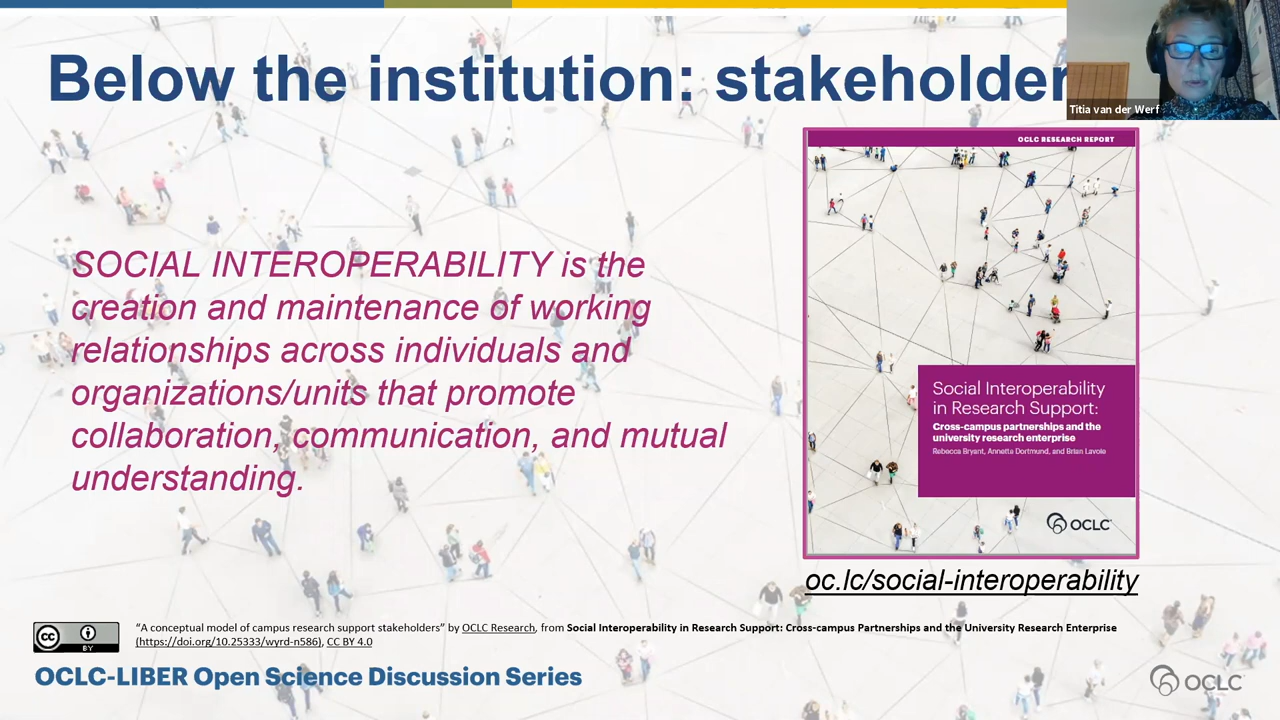 Below the institution: stakeholder
Titia van der Werf
OCLC RESEARCH REPORT
SOCIAL INTEROPERABILITY is the
creation and maintenance of working
relationships across individuals and
organizations/units that promote
collaboration, communication, and mutual
understanding.
Social Interoperability
in Research Support:
Cross-campus partnerships and the
university research enterprise
Rebecca Bryant, Annette Dortmund, and Brian Lavoie
OCLC
oc.lc/social-interoperability
cc BY
"A conceptual model of campus research support stakeholders" by OCLC Research, from Social Interoperability in Research Support: Cross-campus Partnerships and the University Research Enterprise
(https://doi.org/10.25333/wyrd-n586), CC BY 4.0
OCLC-LIBER Open Science Discussion Series
OCLC